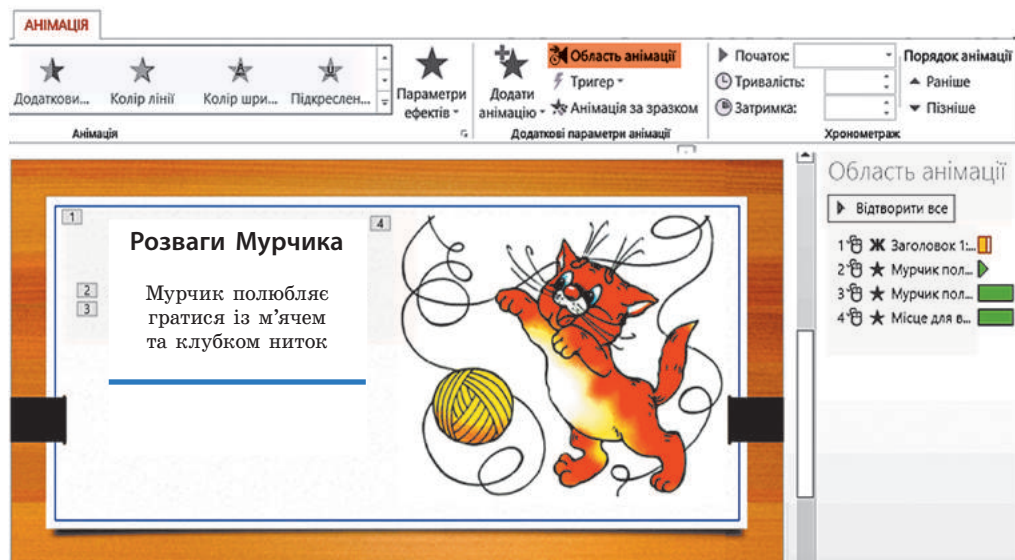 АНІМАЦІЯ
Додаткови...
Колір лінії
Колір шри...
Підкреслен...
Параметри
ефектів
Додати
анімацію
Область анімації
Тригер
Анімація за зразком
Початок:
Тривалість:
Затримка:
Порядок анімації
Раніше
Пізніше
Анімація
Додаткові параметри анімації
Хронометраж
1
4
Розваги Мурчика
2
3
Мурчик полюбляє
гратися із м’ячем
та клубком ниток
Область анімації
Відтворити все
1 Ж Заголовок 1:...
2 Мурчик пол...
3 Мурчик пол...
4 Місце для в...